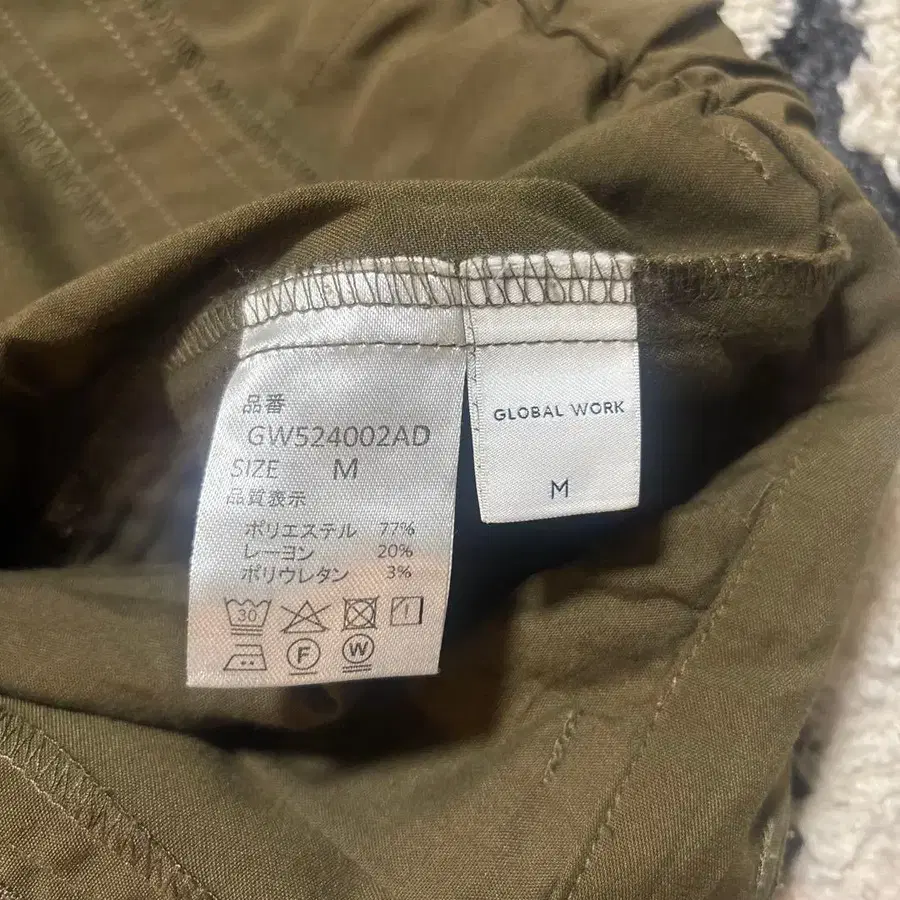 品番
GW524002AD
SIZE M
品質表示
ポリエステル 77%
レーヨン 20%
ポリウレタン 3%
30
F W
GLOBAL WORK
M